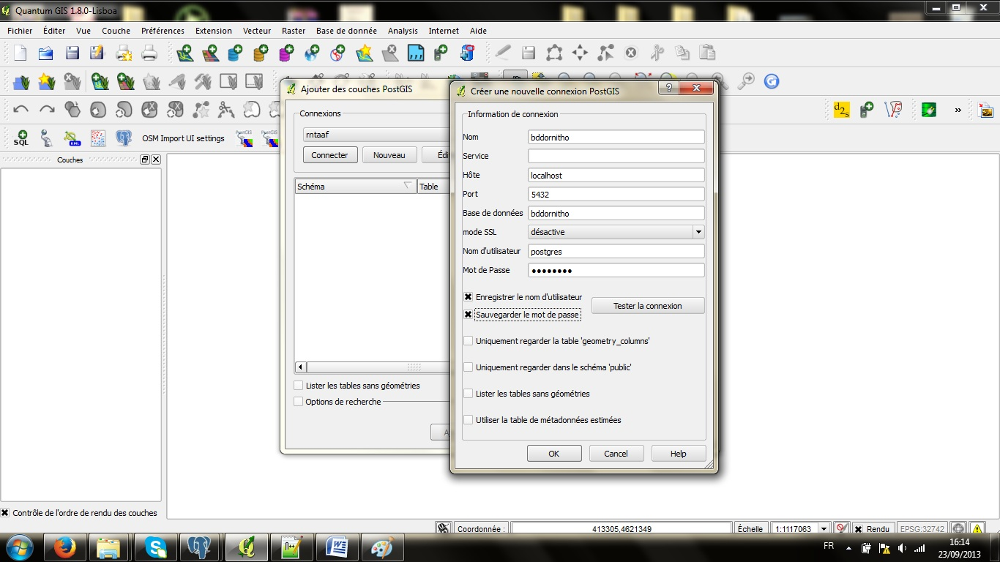 Quantum GIS 1.8.0-Lisboa
Fichier Éditer Vue Couche Préférences Extension Vecteur Raster Base de donnée Analysis Internet Aide
d2s »
SQL KML OSM Import UI settings PostGIS PostGIS
Couches
Contrôle de l'ordre de rendu des couches
Ajouter des couches PostGIS
Connexions
rntaaf
Connecter Nouveau
Schéma Table
Lister les tables sans géométries
Options de recherche
Créer une nouvelle connexion PostGIS
Information de connexion
Nom bddornitho
Service
Hôte localhost
Port 5432
Base de données bddornitho
mode SSL désactive
Nom d'utilisateur postgres
Mot de Passe ●●●●●●●●
Enregistrer le nom d'utilisateur
Tester la connexion
Sauvegarder le mot de passe
Uniquement regarder la table 'geometry_columns'
Uniquement regarder dans le schéma 'public'
Lister les tables sans géométries
Utiliser la table de métadonnées estimées
OK Cancel Help
Coordonnée : 413305,4621349 Échelle 1:1117063 Rendu EPSG:32742
FR 16:14
23/09/2013